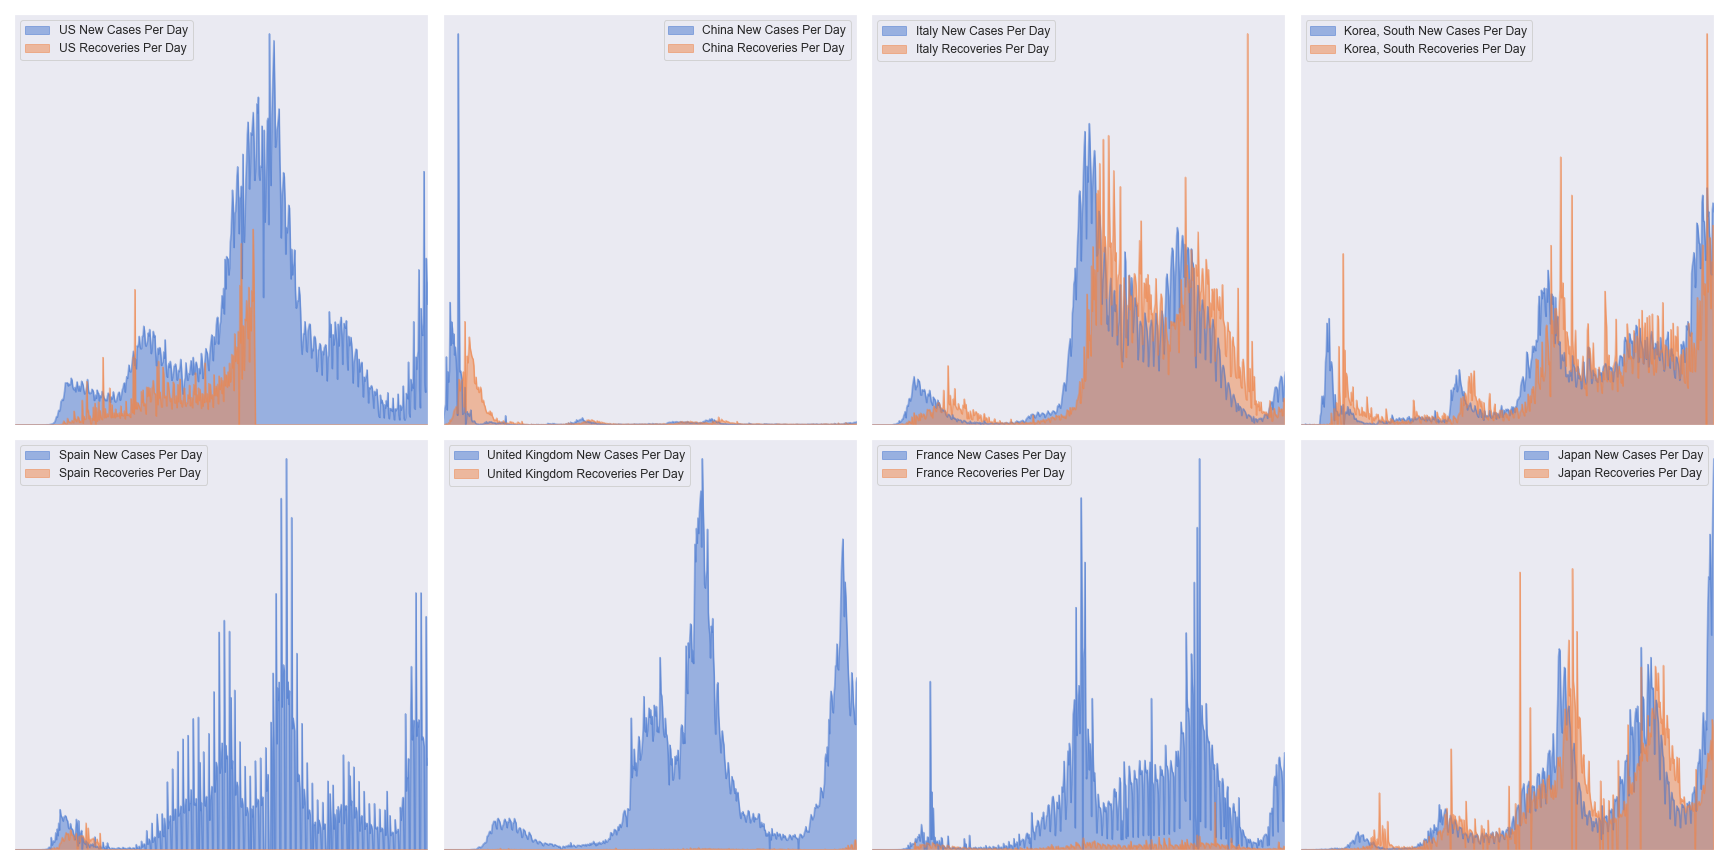 US New Cases Per Day
US Recoveries Per Day
China New Cases Per Day
China Recoveries Per Day
Italy New Cases Per Day
Italy Recoveries Per Day
Korea, South New Cases Per Day
Korea, South Recoveries Per Day
Spain New Cases Per Day
Spain Recoveries Per Day
United Kingdom New Cases Per Day
United Kingdom Recoveries Per Day
France New Cases Per Day
France Recoveries Per Day
Japan New Cases Per Day
Japan Recoveries Per Day